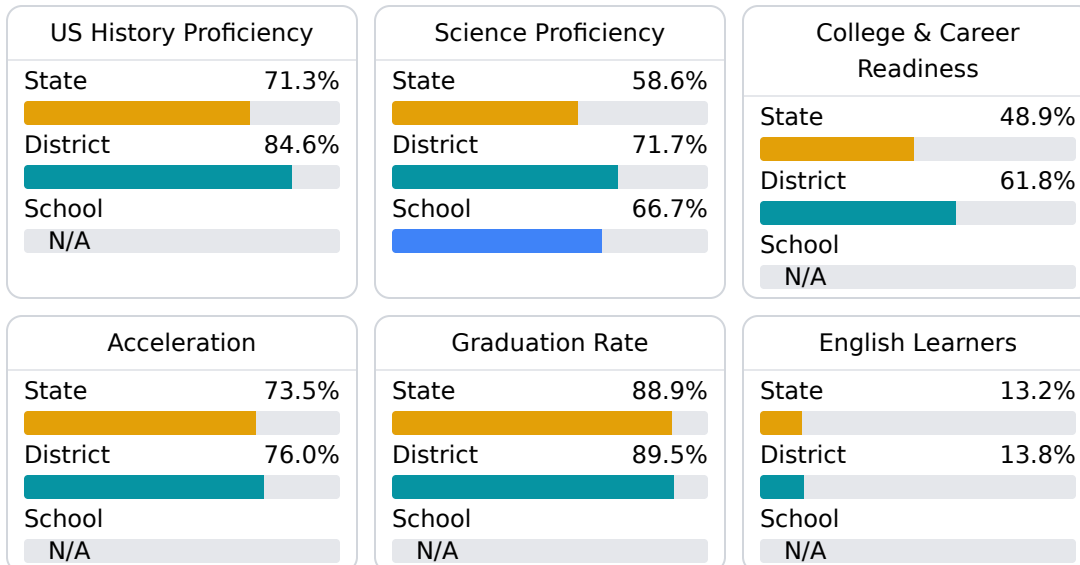 US History Proficiency
State 71.3%
District 84.6%
School
N/A
Science Proficiency
State 58.6%
District 71.7%
School 66.7%
College & Career
Readiness
State 48.9%
District 61.8%
School
N/A
Acceleration
State 73.5%
District 76.0%
School
N/A
Graduation Rate
State 88.9%
District 89.5%
School
N/A
English Learners
State 13.2%
District 13.8%
School
N/A